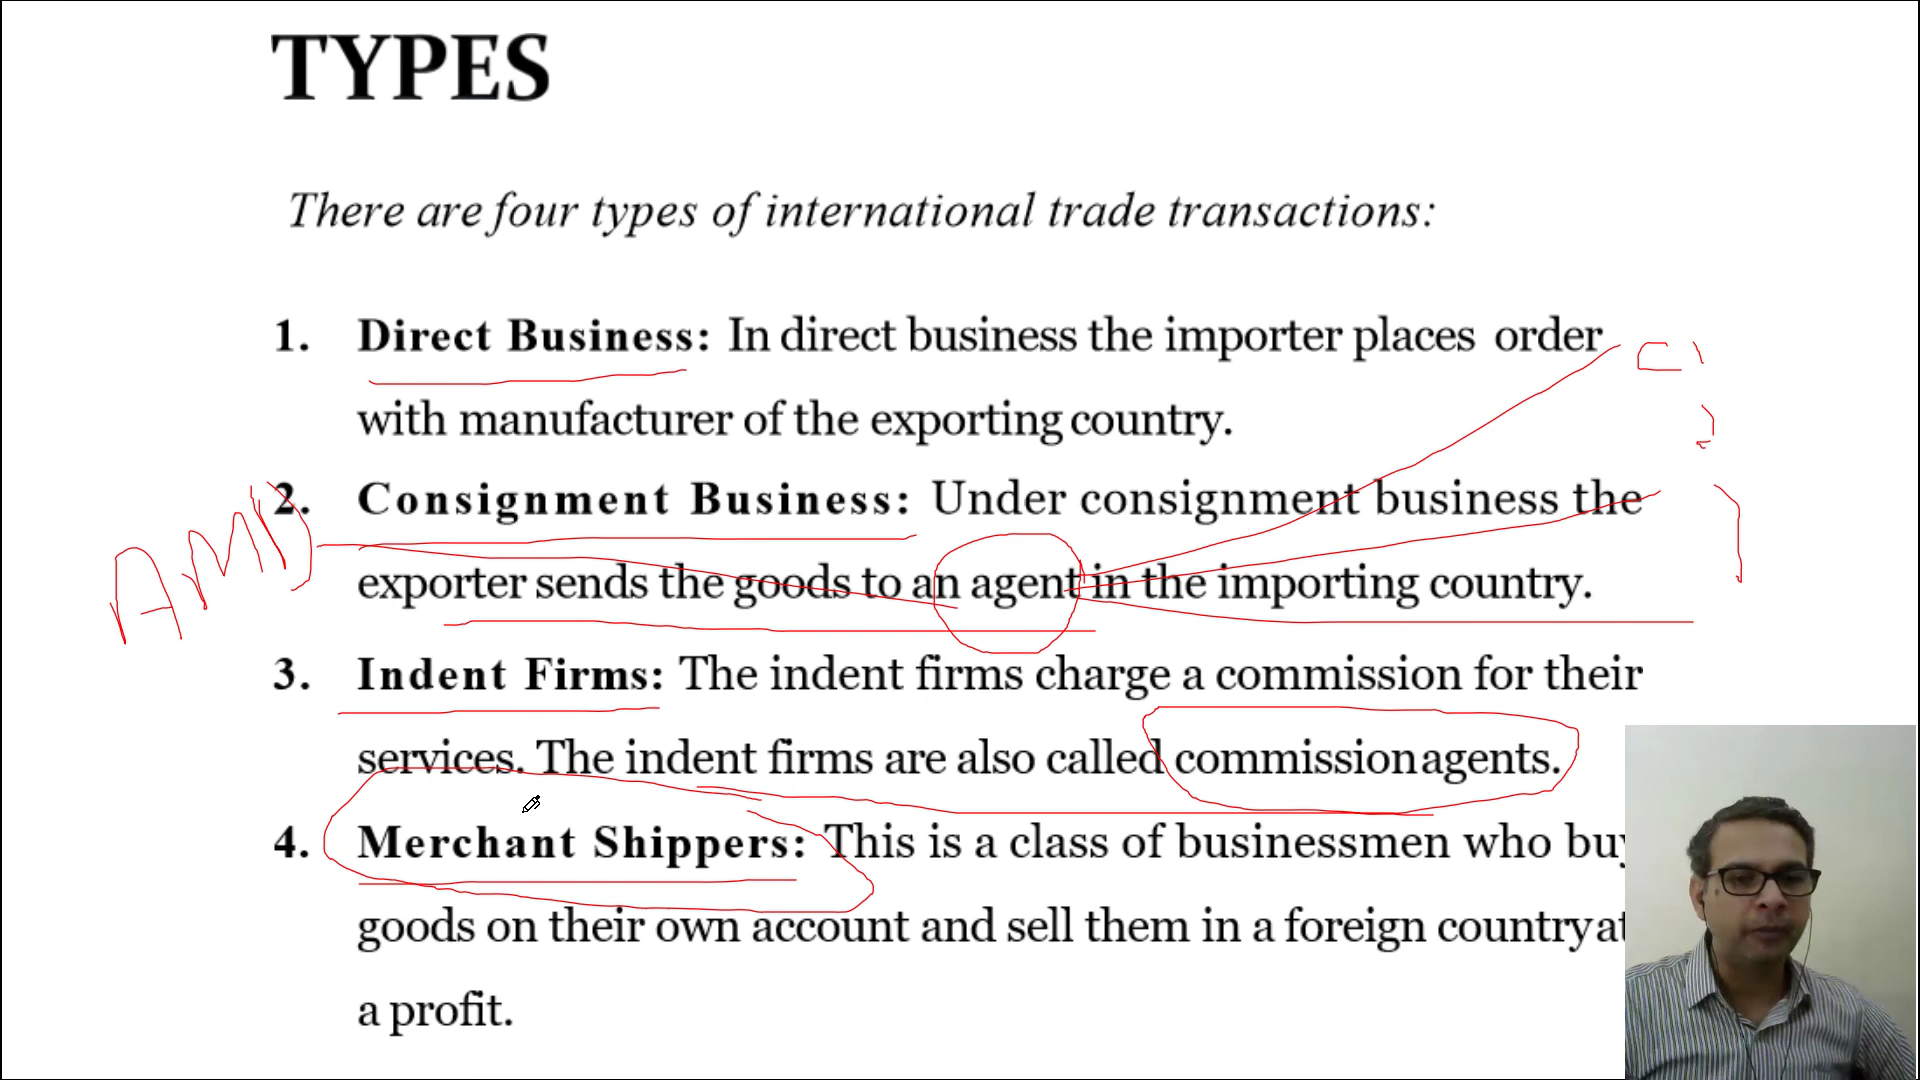 TYPES
There are four types of international trade transactions:
1. Direct Business: In direct business the importer places order
with manufacturer of the exporting country.
2. Consignment Business: Under consignment business the
exporter sends the goods to an agent in the importing country.
AMD
3. Indent Firms: The indent firms charge a commission for their
services. The indent firms are also called commission agents.
4. Merchant Shippers: This is a class of businessmen who buy
goods on their own account and sell them in a foreign country at
a profit.